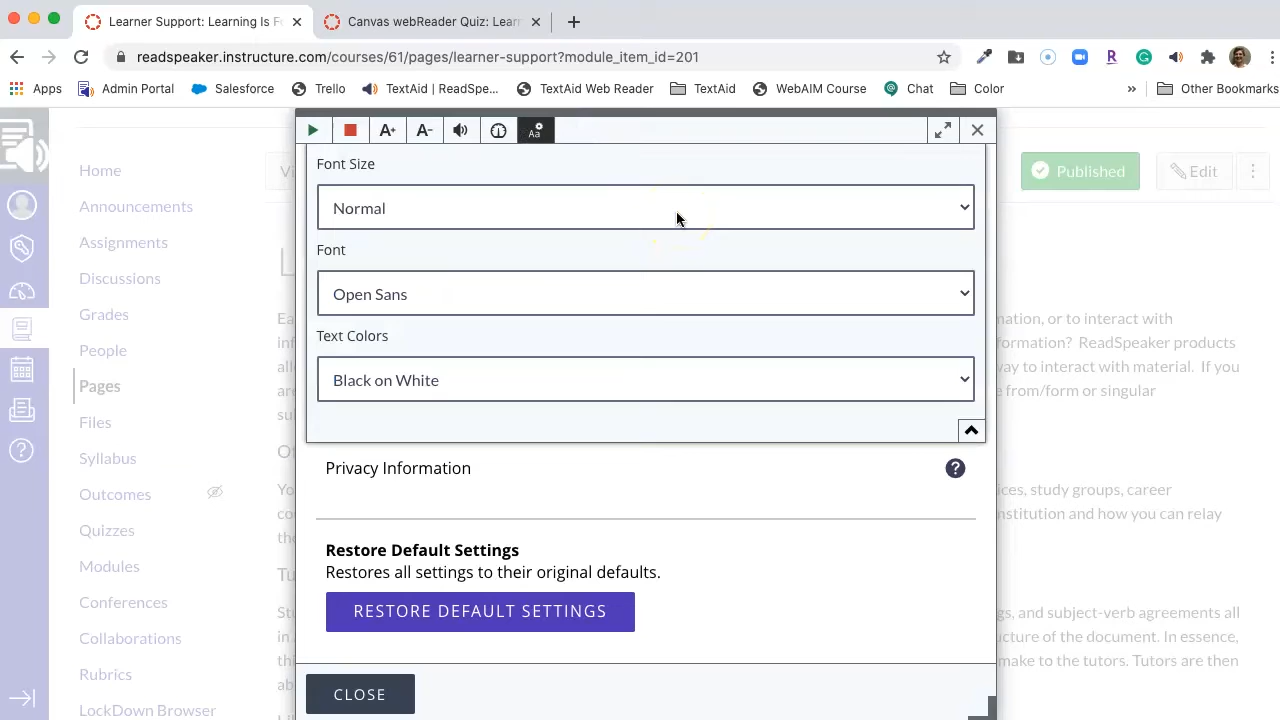 Learner Support: Learning Is F
Canvas webReader Quiz: Lear
readspeaker.instructure.com/courses/61/pages/learner-support?module_item_id=201
Apps Admin Portal Salesforce Trello TextAid | ReadSpe... TextAid Web Reader TextAid WebAIM Course Chat Color » Other Bookmarks
A+ A- Aa
Home
Announcements
Assignments
Discussions
Grades
People
Pages
Files
Syllabus
Outcomes
Quizzes
Modules
Conferences
Collaborations
Rubrics
LockDown Browser
Vi
Published
Edit
Font Size
Normal
Font
Open Sans
Text Colors
Black on White
Privacy Information
?
Restore Default Settings
Restores all settings to their original defaults.
RESTORE DEFAULT SETTINGS
CLOSE
mation, or to interact with
formation? ReadSpeaker products
way to interact with material. If you
e from/form or singular
ices, study groups, career
nstitution and how you can relay
gs, and subject-verb agreements all
ucture of the document. In essence,
make to the tutors. Tutors are then